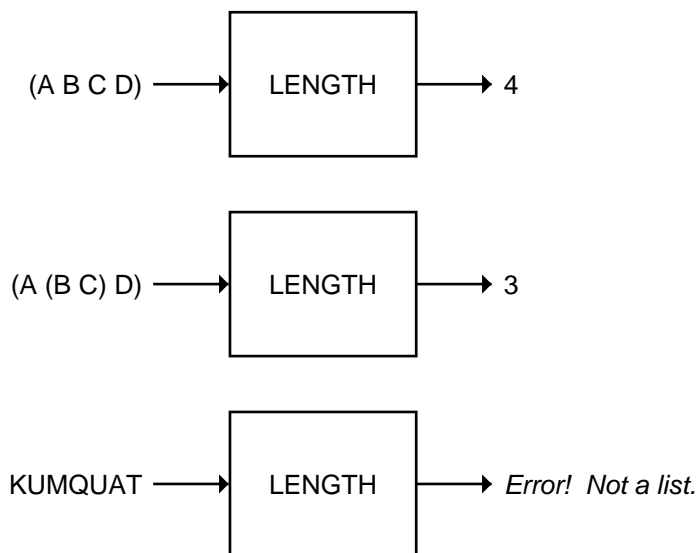 (A B C D) LENGTH 4
(A (B C) D) LENGTH 3
KUMQUAT LENGTH Error! Not a list.